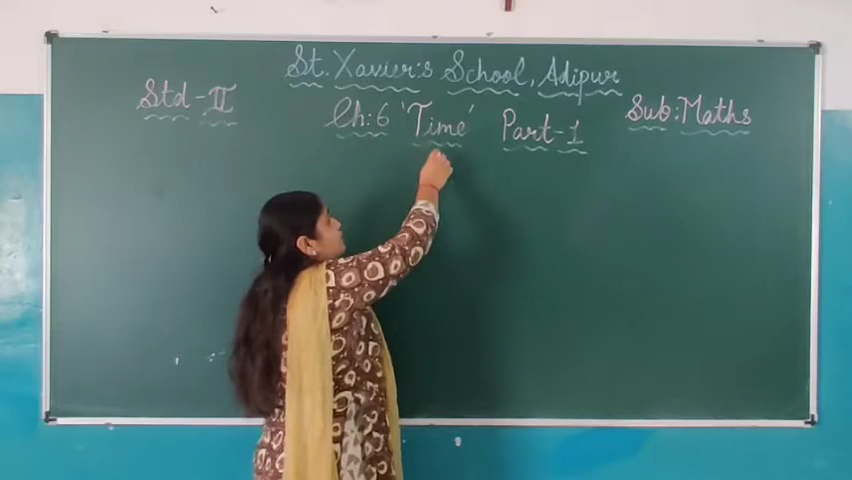 St. Xavier's School, Adipur
Std-II Ch:6 'Time' Part-1 Sub:Maths